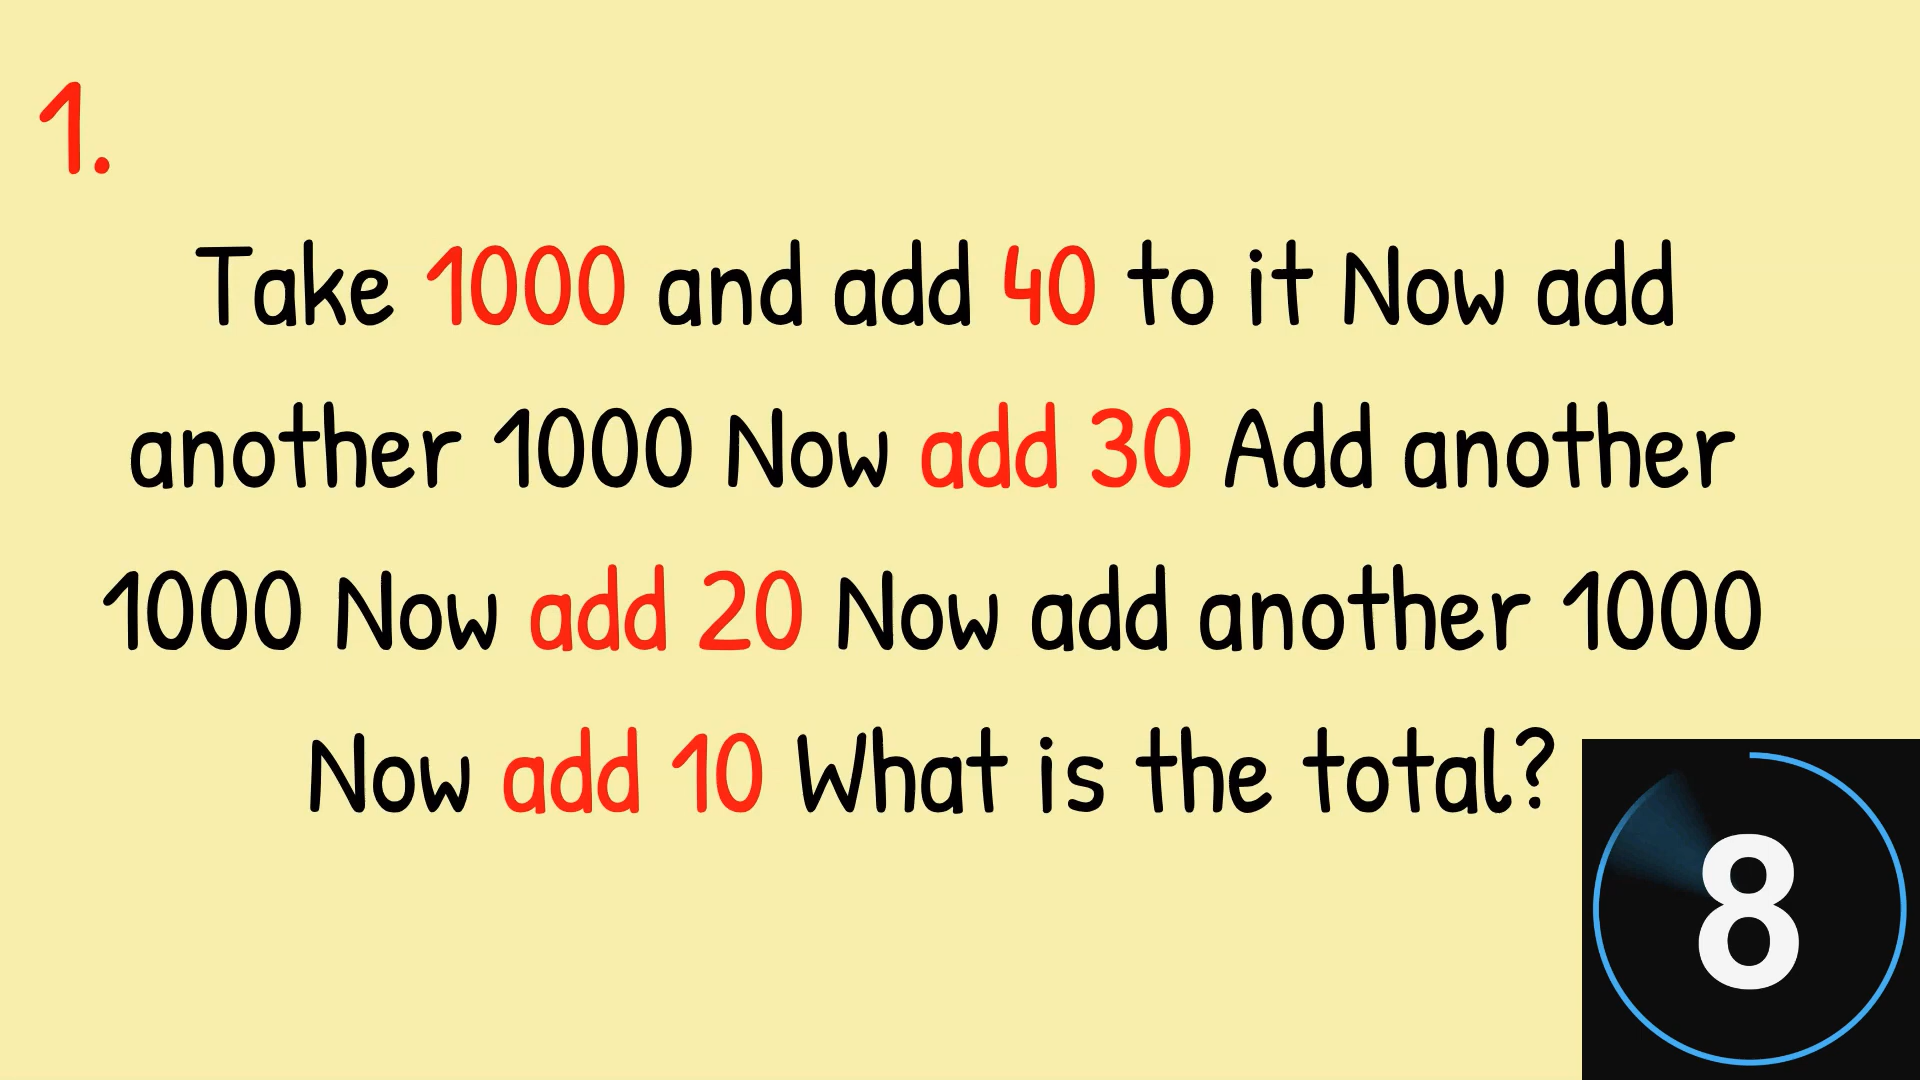 1.
Take 1000 and add 40 to it Now add
another 1000 Now add 30 Add another
1000 Now add 20 Now add another 1000
Now add 10 What is the total?
8